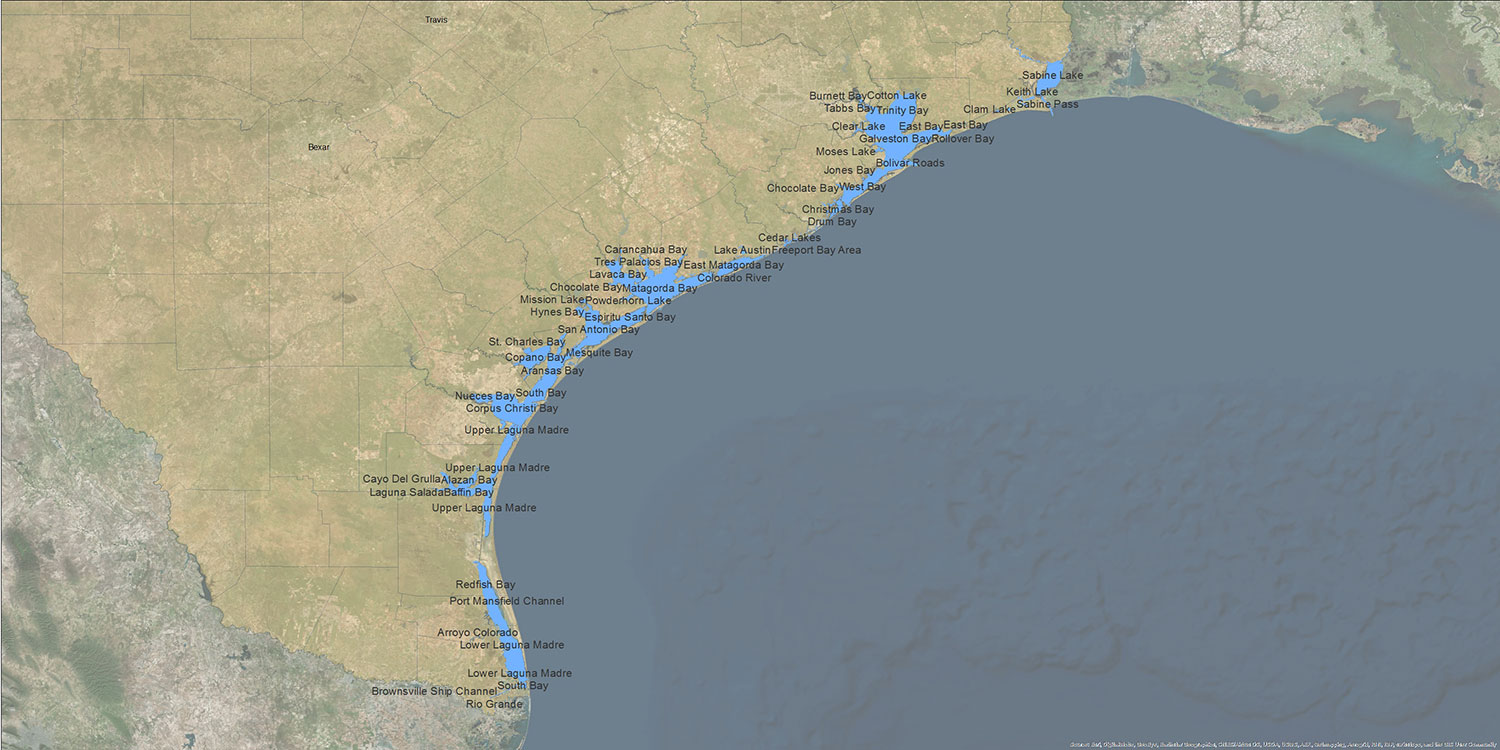 Travis
Bexar
Sabine Lake
Keith Lake
Sabine Pass
Burnett Bay
Cotton Lake
Tabbs Bay
Trinity Bay
Clam Lake
Clear Lake
East Bay
East Bay
Galveston Bay
Rollover Bay
Moses Lake
Bolivar Roads
Jones Bay
Chocolate Bay
West Bay
Christmas Bay
Drum Bay
Cedar Lakes
Carancahua Bay
Lake Austin
Freeport Bay Area
Tres Palacios Bay
East Matagorda Bay
Lavaca Bay
Colorado River
Chocolate Bay
Matagorda Bay
Mission Lake
Powderhorn Lake
Hynes Bay
Espiritu Santo Bay
San Antonio Bay
St. Charles Bay
Mesquite Bay
Copano Bay
Aransas Bay
Nueces Bay
South Bay
Corpus Christi Bay
Upper Laguna Madre
Upper Laguna Madre
Cayo Del Grulla
Alazan Bay
Laguna Salada
Baffin Bay
Upper Laguna Madre
Redfish Bay
Port Mansfield Channel
Arroyo Colorado
Lower Laguna Madre
Lower Laguna Madre
South Bay
Brownsville Ship Channel
Rio Grande